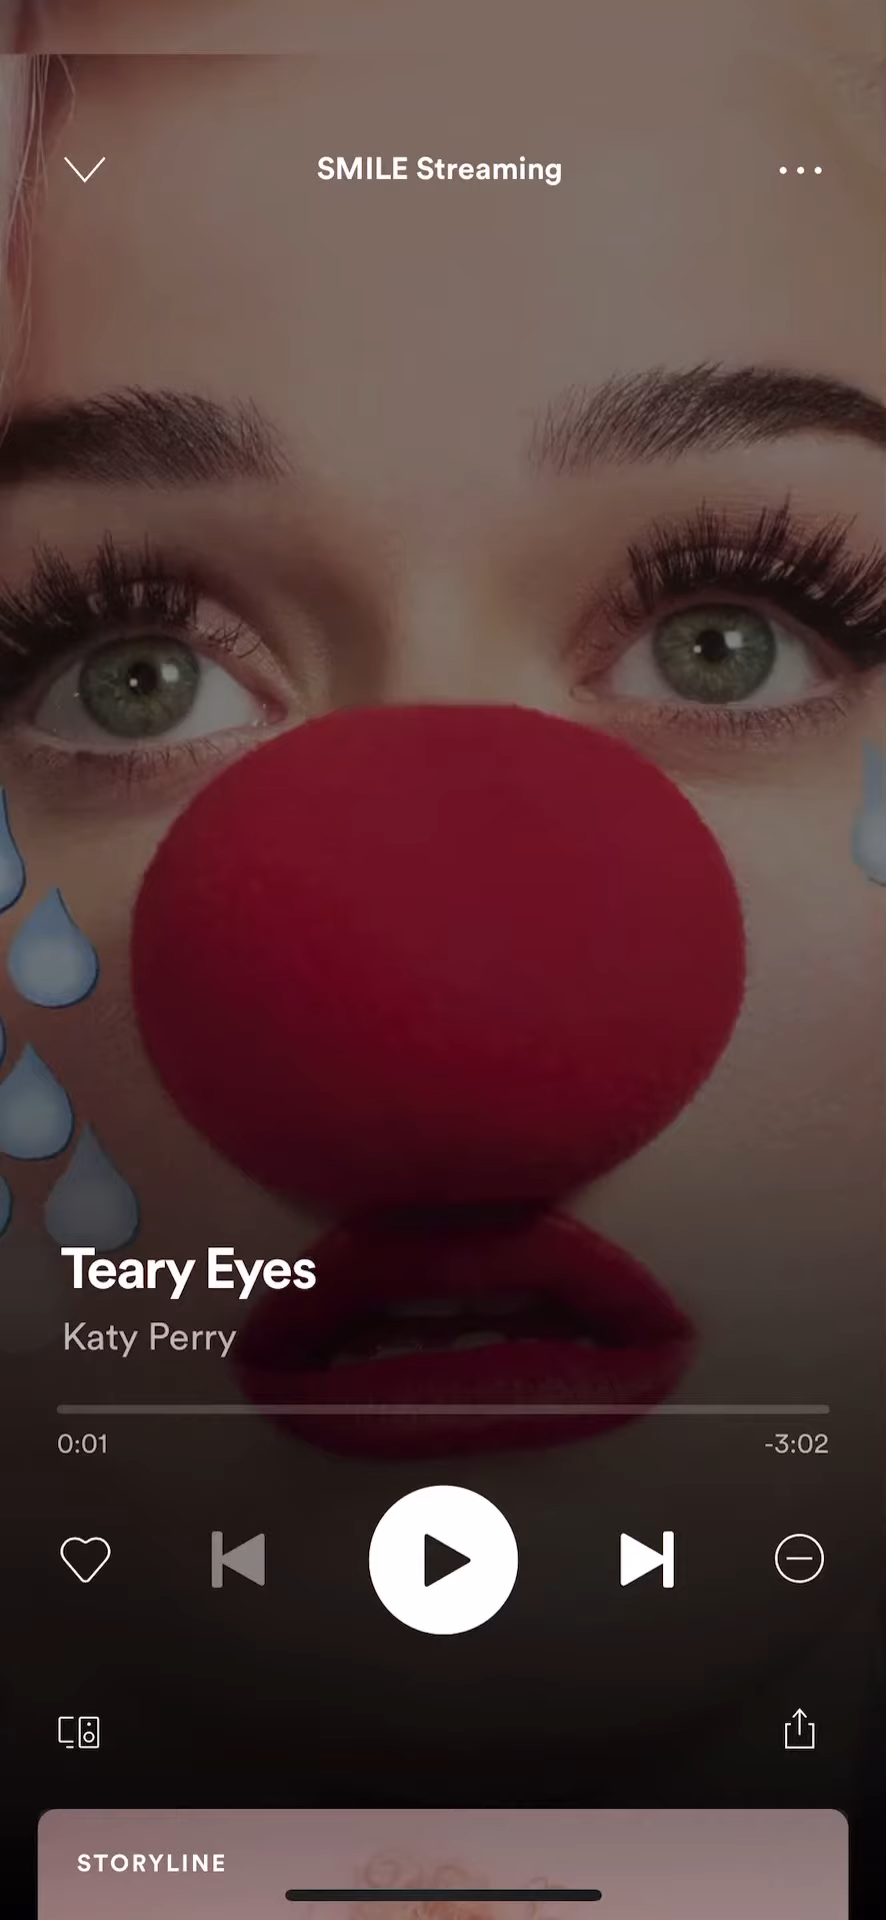 SMILE Streaming
Teary Eyes
Katy Perry
0:01
-3:02
STORYLINE